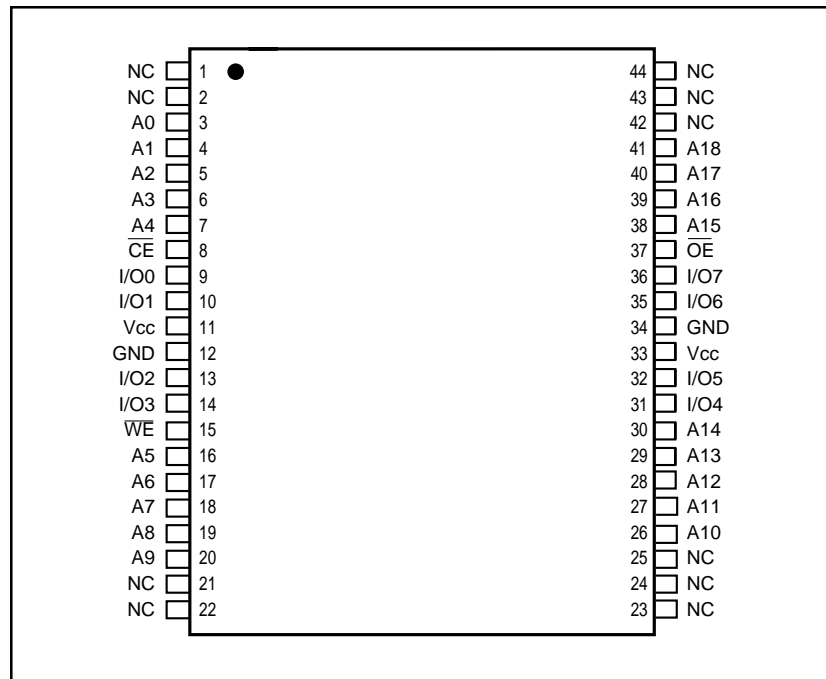 NC 1 44 NC
NC 2 43 NC
A0 3 42 NC
A1 4 41 A18
A2 5 40 A17
A3 6 39 A16
A4 7 38 A15
C̅E̅ 8 37 O̅E̅
I/O0 9 36 I/O7
I/O1 10 35 I/O6
Vcc 11 34 GND
GND 12 33 Vcc
I/O2 13 32 I/O5
I/O3 14 31 I/O4
W̅E̅ 15 30 A14
A5 16 29 A13
A6 17 28 A12
A7 18 27 A11
A8 19 26 A10
A9 20 25 NC
NC 21 24 NC
NC 22 23 NC